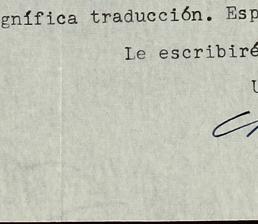 gnífica traducción. Esp
Le escribiré